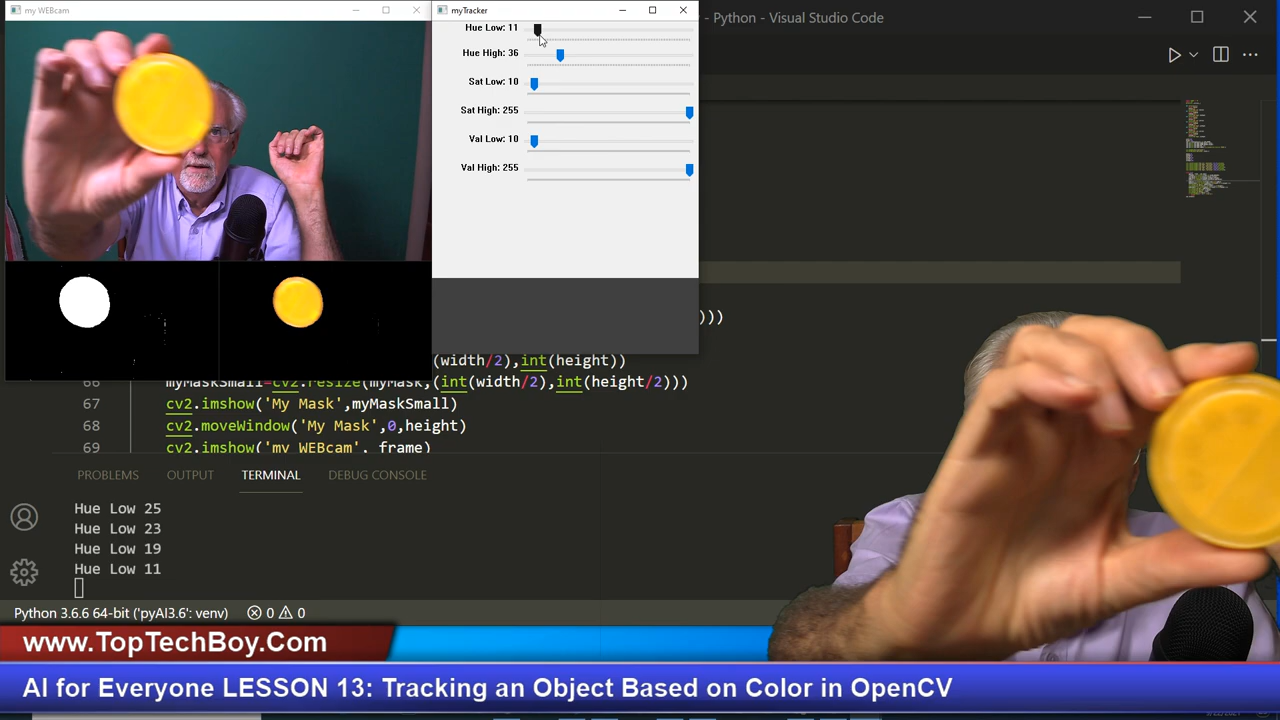 my WEBcam
myTracker
- Python - Visual Studio Code
Hue Low: 11
Hue High: 36
Sat Low: 10
Sat High: 255
Val Low: 10
Val High: 255
)))
(width/2),int(height))
66 myMaskSmall=cv2.resize(myMask,(int(width/2),int(height/2)))
67 cv2.imshow('My Mask',myMaskSmall)
68 cv2.moveWindow('My Mask',0,height)
69 cv2.imshow('my WEBcam', frame)
PROBLEMS OUTPUT TERMINAL DEBUG CONSOLE
Hue Low 25
Hue Low 23
Hue Low 19
Hue Low 11
Python 3.6.6 64-bit ('pyAI3.6': venv) 0 0
www.TopTechBoy.Com
AI for Everyone LESSON 13: Tracking an Object Based on Color in OpenCV